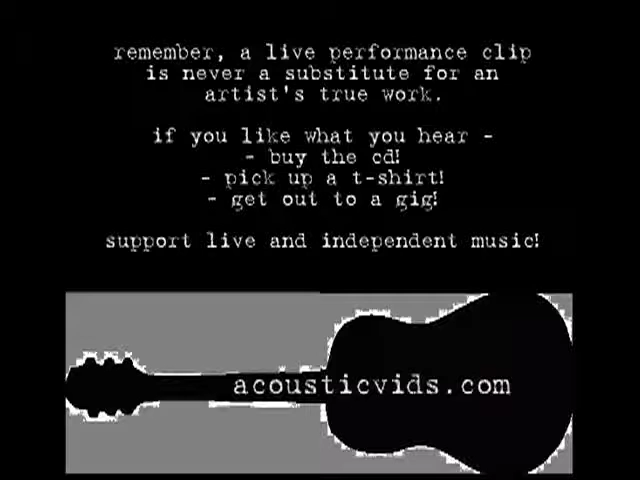 remember, a live performance clip
is never a substitute for an
artist's true work.
if you like what you hear -
- buy the cd!
- pick up a t-shirt!
- get out to a gig!
support live and independent music!
acousticvids.com